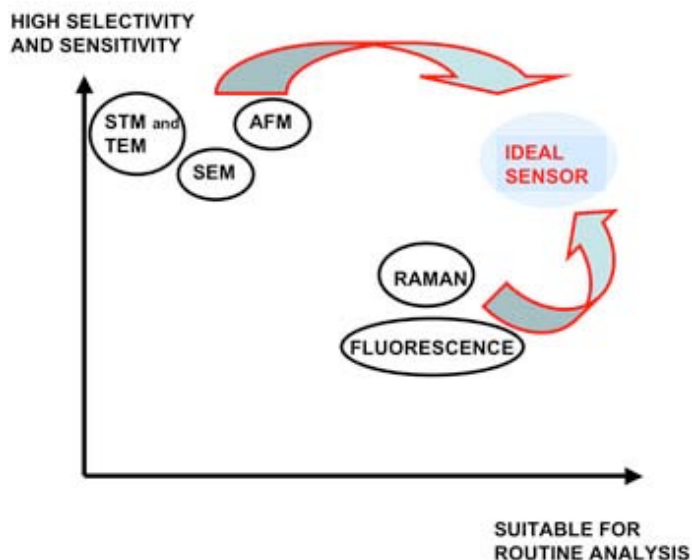 HIGH SELECTIVITY
AND SENSITIVITY
STM and
TEM
AFM
SEM
IDEAL
SENSOR
RAMAN
FLUORESCENCE
SUITABLE FOR
ROUTINE ANALYSIS